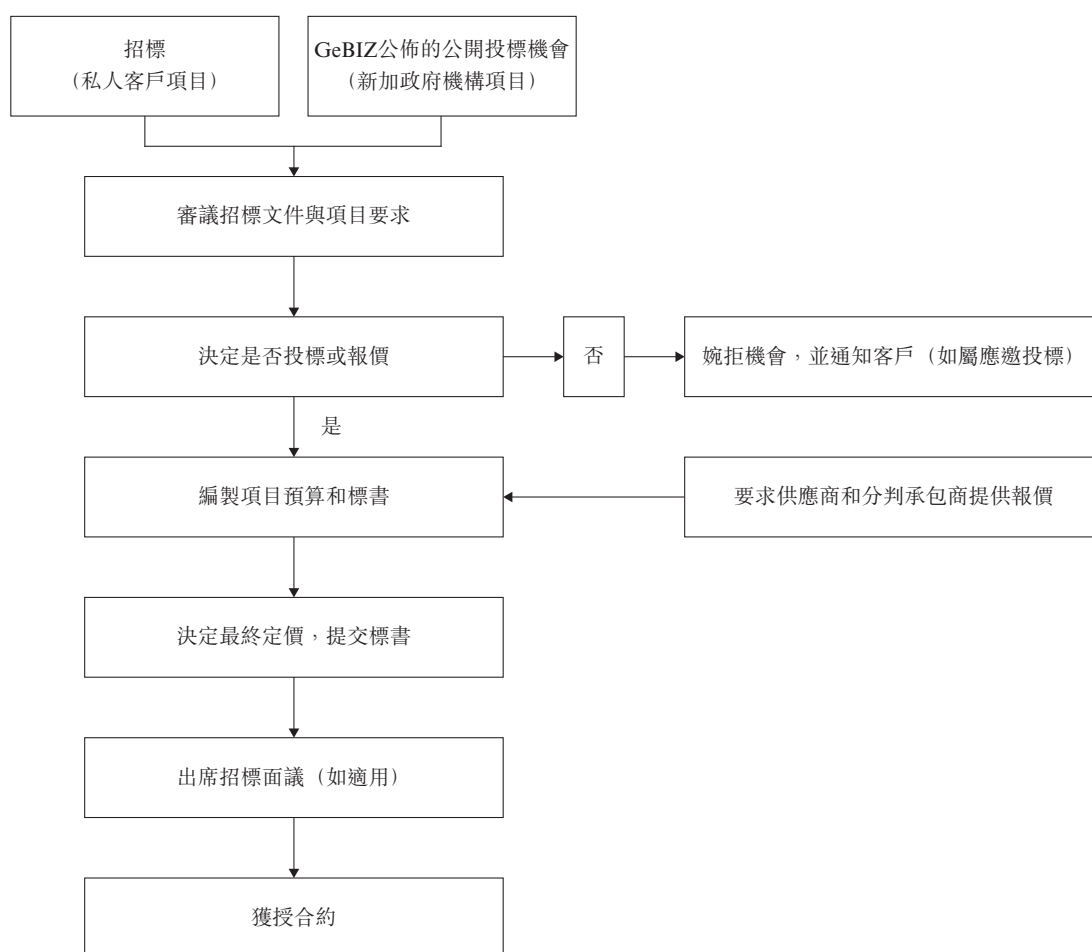 招標
（私人客戶項目）
GeBIZ公佈的公開投標機會
（新加政府機構項目）
審議招標文件與項目要求
決定是否投標或報價
否
婉拒機會，並通知客戶（如屬應邀投標）
是
編製項目預算和標書
要求供應商和分判承包商提供報價
決定最終定價，提交標書
出席招標面議（如適用）
獲授合約